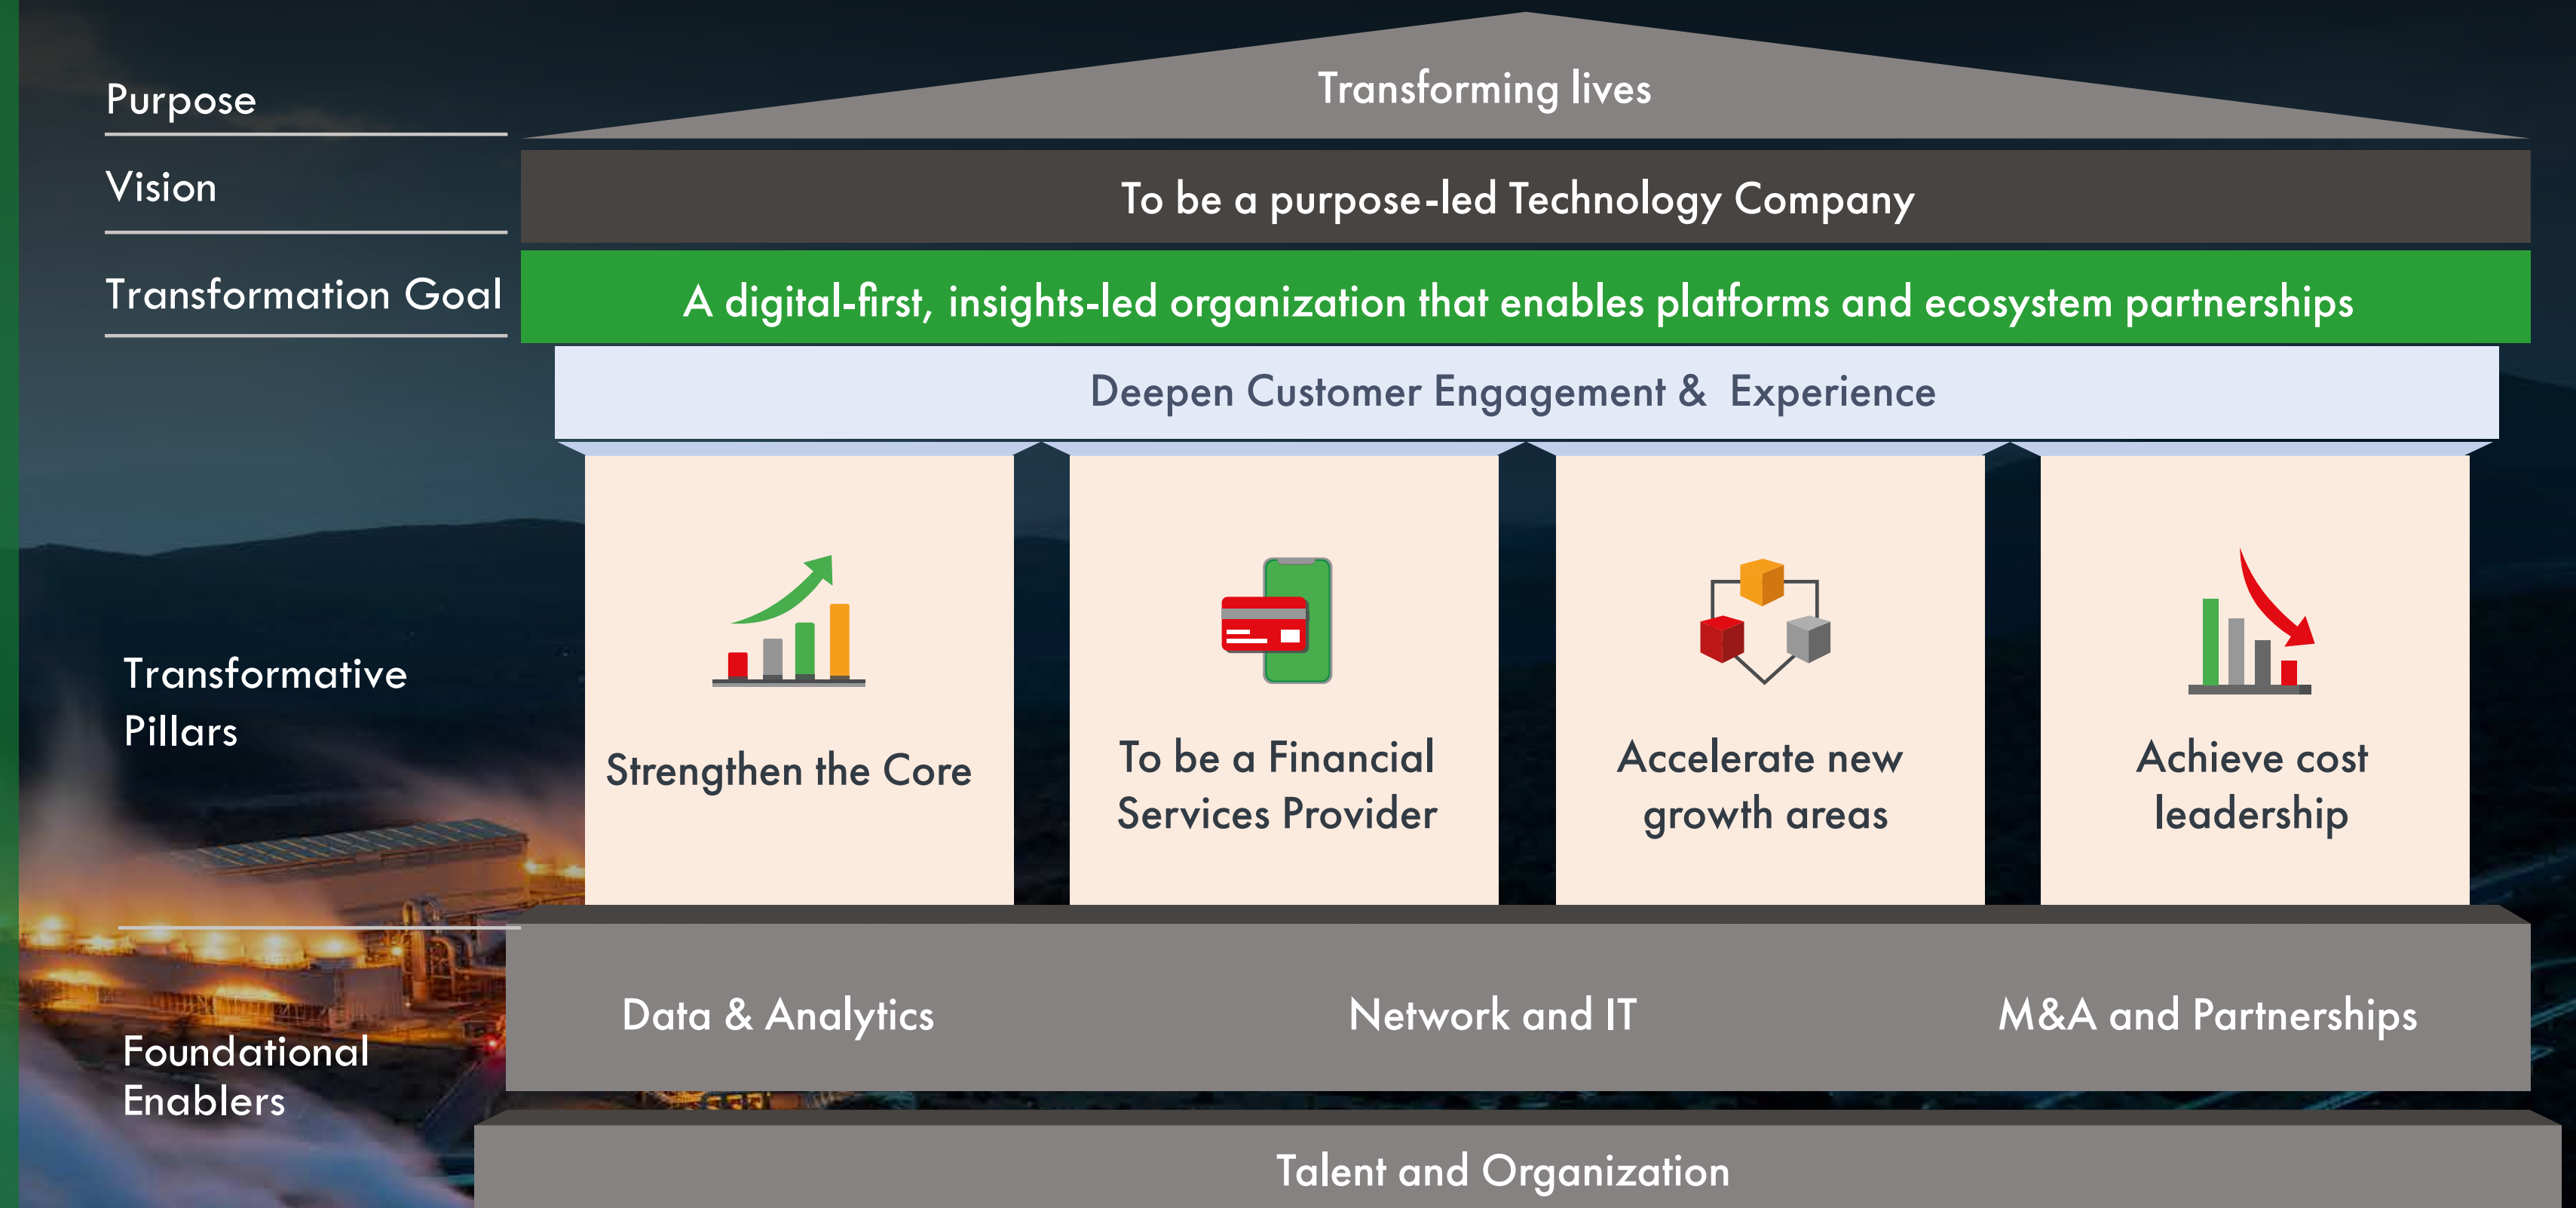 Purpose
Transforming lives
Vision
To be a purpose-led Technology Company
Transformation Goal
A digital-first, insights-led organization that enables platforms and ecosystem partnerships
Deepen Customer Engagement & Experience
Transformative
Pillars
Strengthen the Core
To be a Financial
Services Provider
Accelerate new
growth areas
Achieve cost
leadership
Foundational
Enablers
Data & Analytics
Network and IT
M&A and Partnerships
Talent and Organization